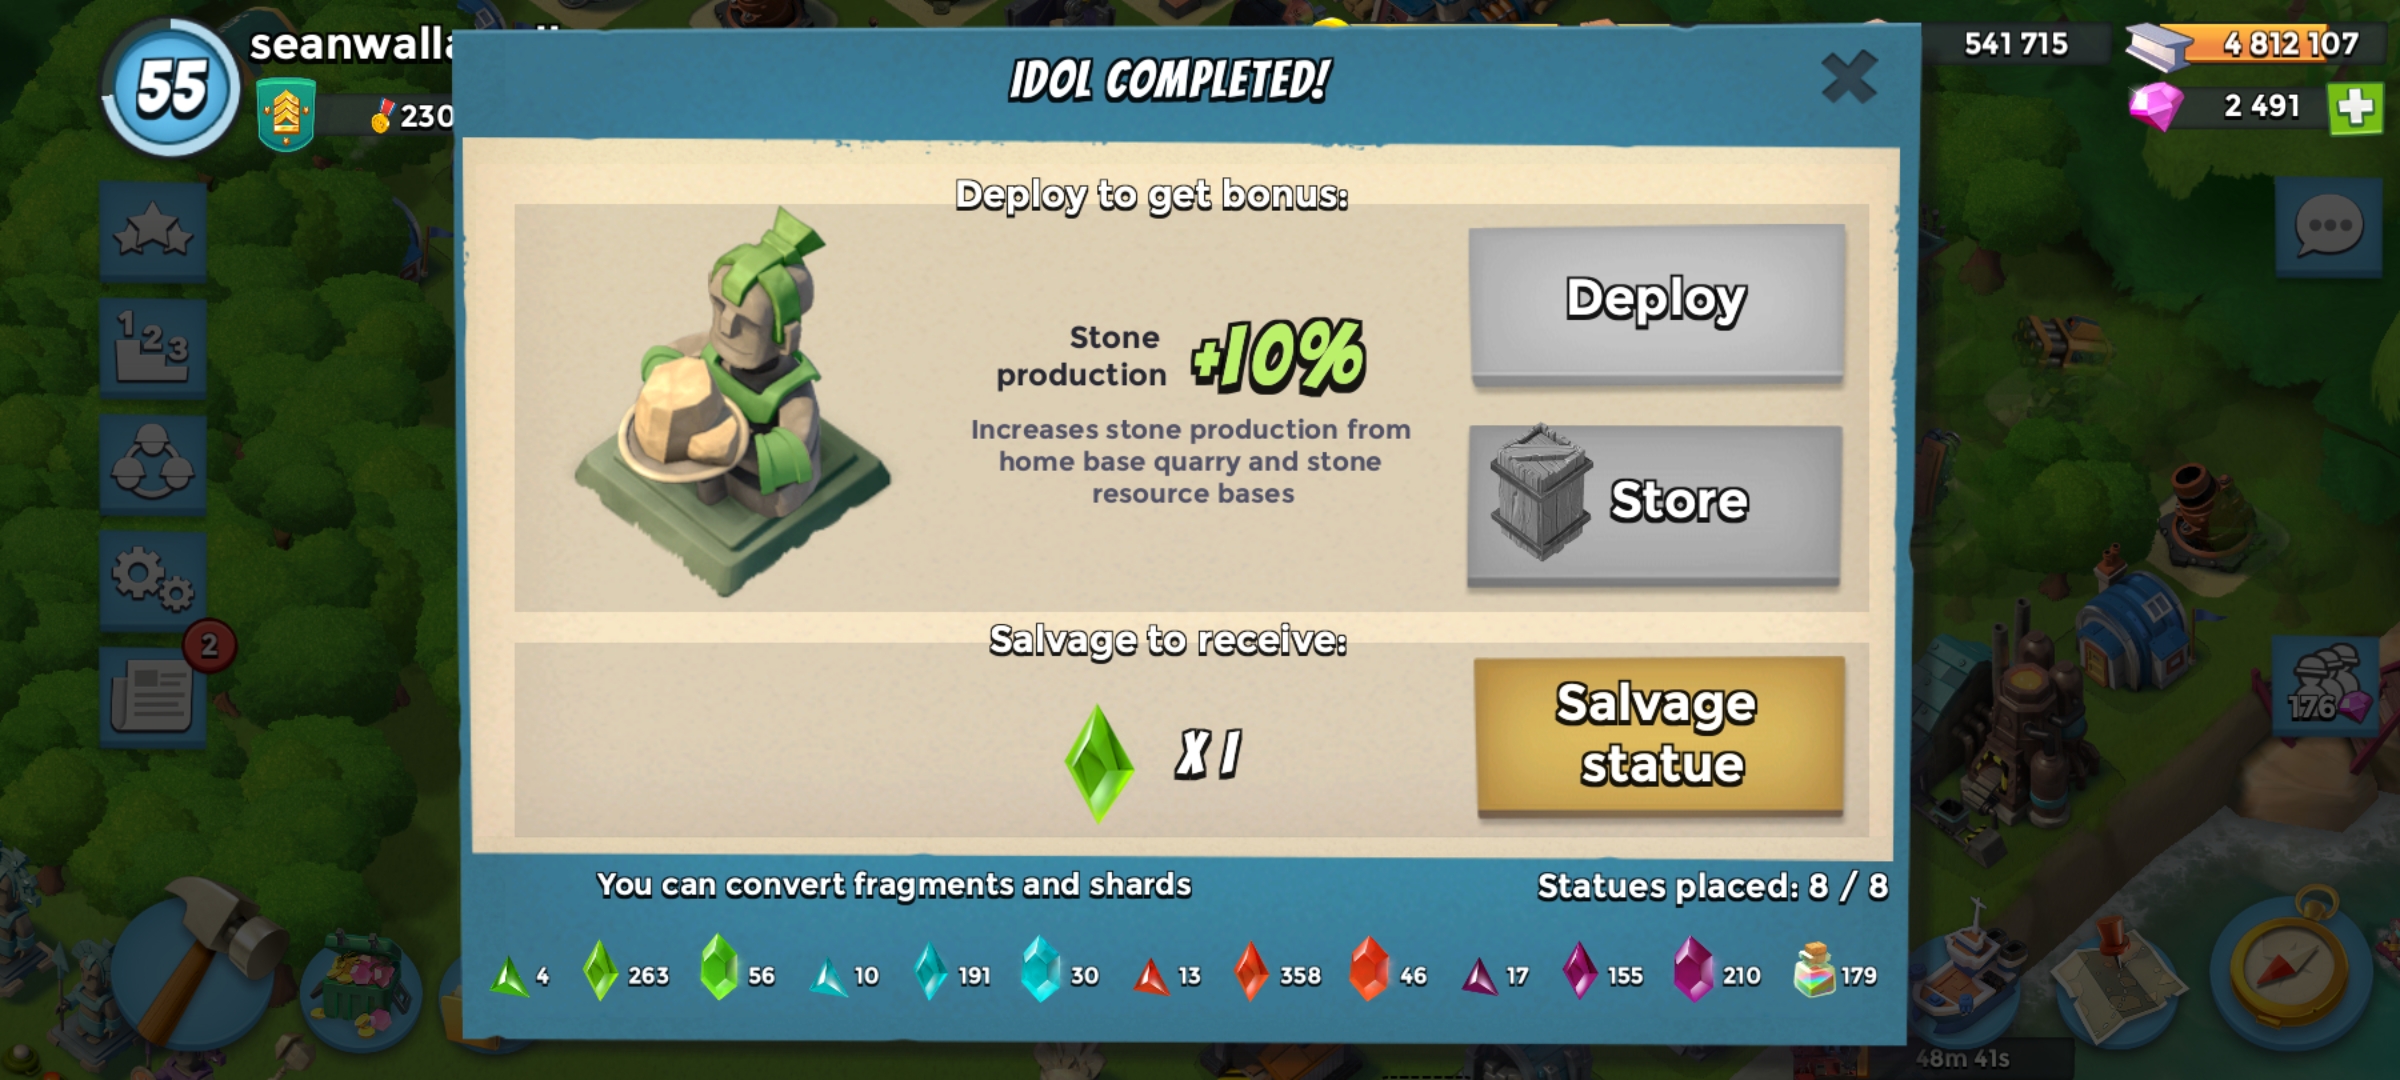 55
230
541 715
4 812 107
2 491
IDOL COMPLETED!
Deploy to get bonus:
Stone
production
+10%
Increases stone production from
home base quarry and stone
resource bases
Deploy
Store
Salvage to receive:
X 1
Salvage
statue
1 2 3
2
176
You can convert fragments and shards
Statues placed: 8 / 8
4 263 56 10 191 30 13 358 46 17 155 210 179
48m 41s